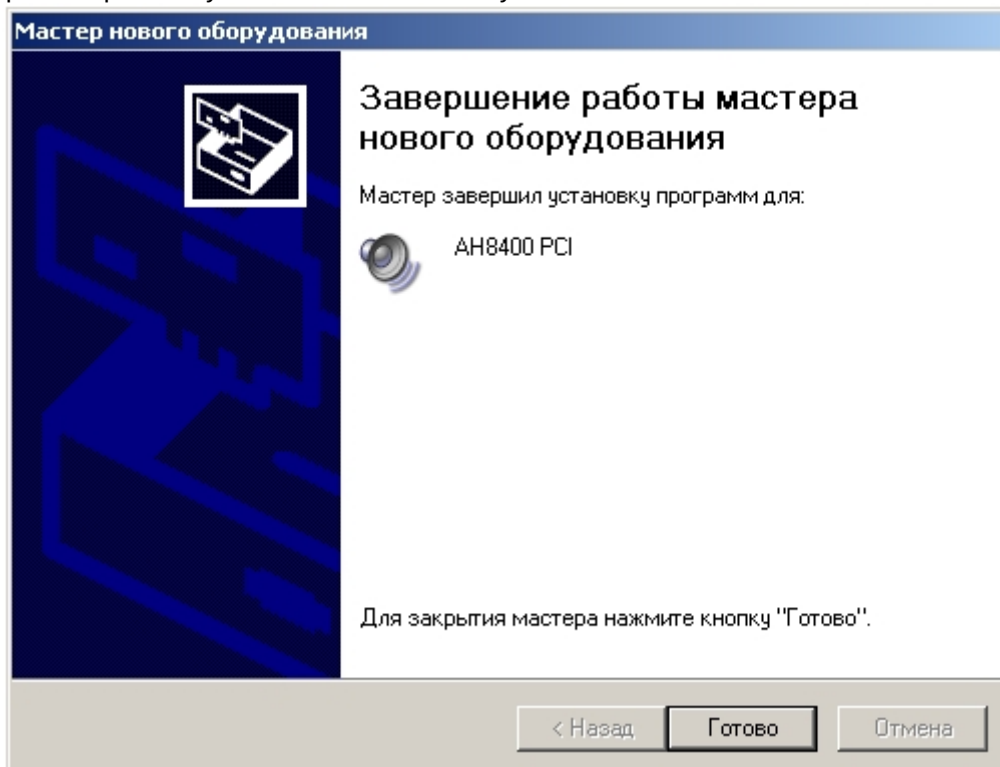 Мастер нового оборудования
Завершение работы мастера
нового оборудования
Мастер завершил установку программ для:
AH8400 PCI
Для закрытия мастера нажмите кнопку "Готово".
< Назад
Готово
Отмена